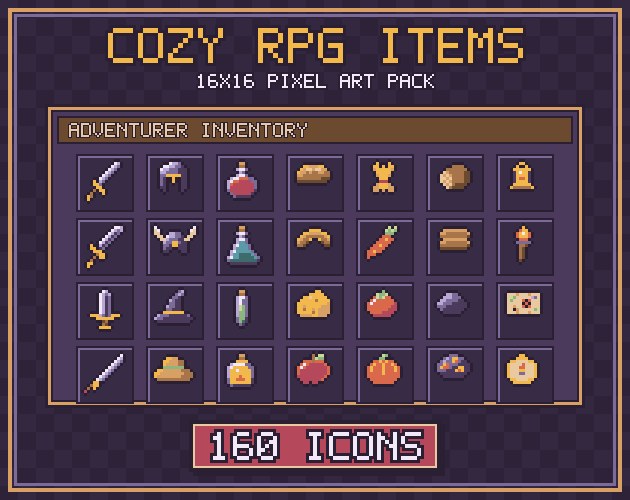 COZY RPG ITEMS
16X16 PIXEL ART PACK
ADVENTURER INVENTORY
160 ICONS